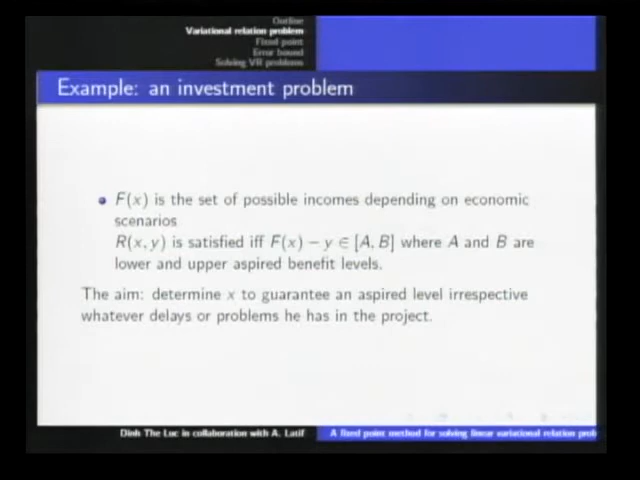 Outline
Variational relation problem
Fixed point
Error bound
Solving VR problems
Example: an investment problem
F(x) is the set of possible incomes depending on economic
scenarios
R(x, y) is satisfied iff F(x) − y ∈ [A, B] where A and B are
lower and upper aspired benefit levels.
The aim: determine x to guarantee an aspired level irrespective
whatever delays or problems he has in the project.
Dinh The Luc in collaboration with A. Latif
A fixed point method for solving linear variational relation prob